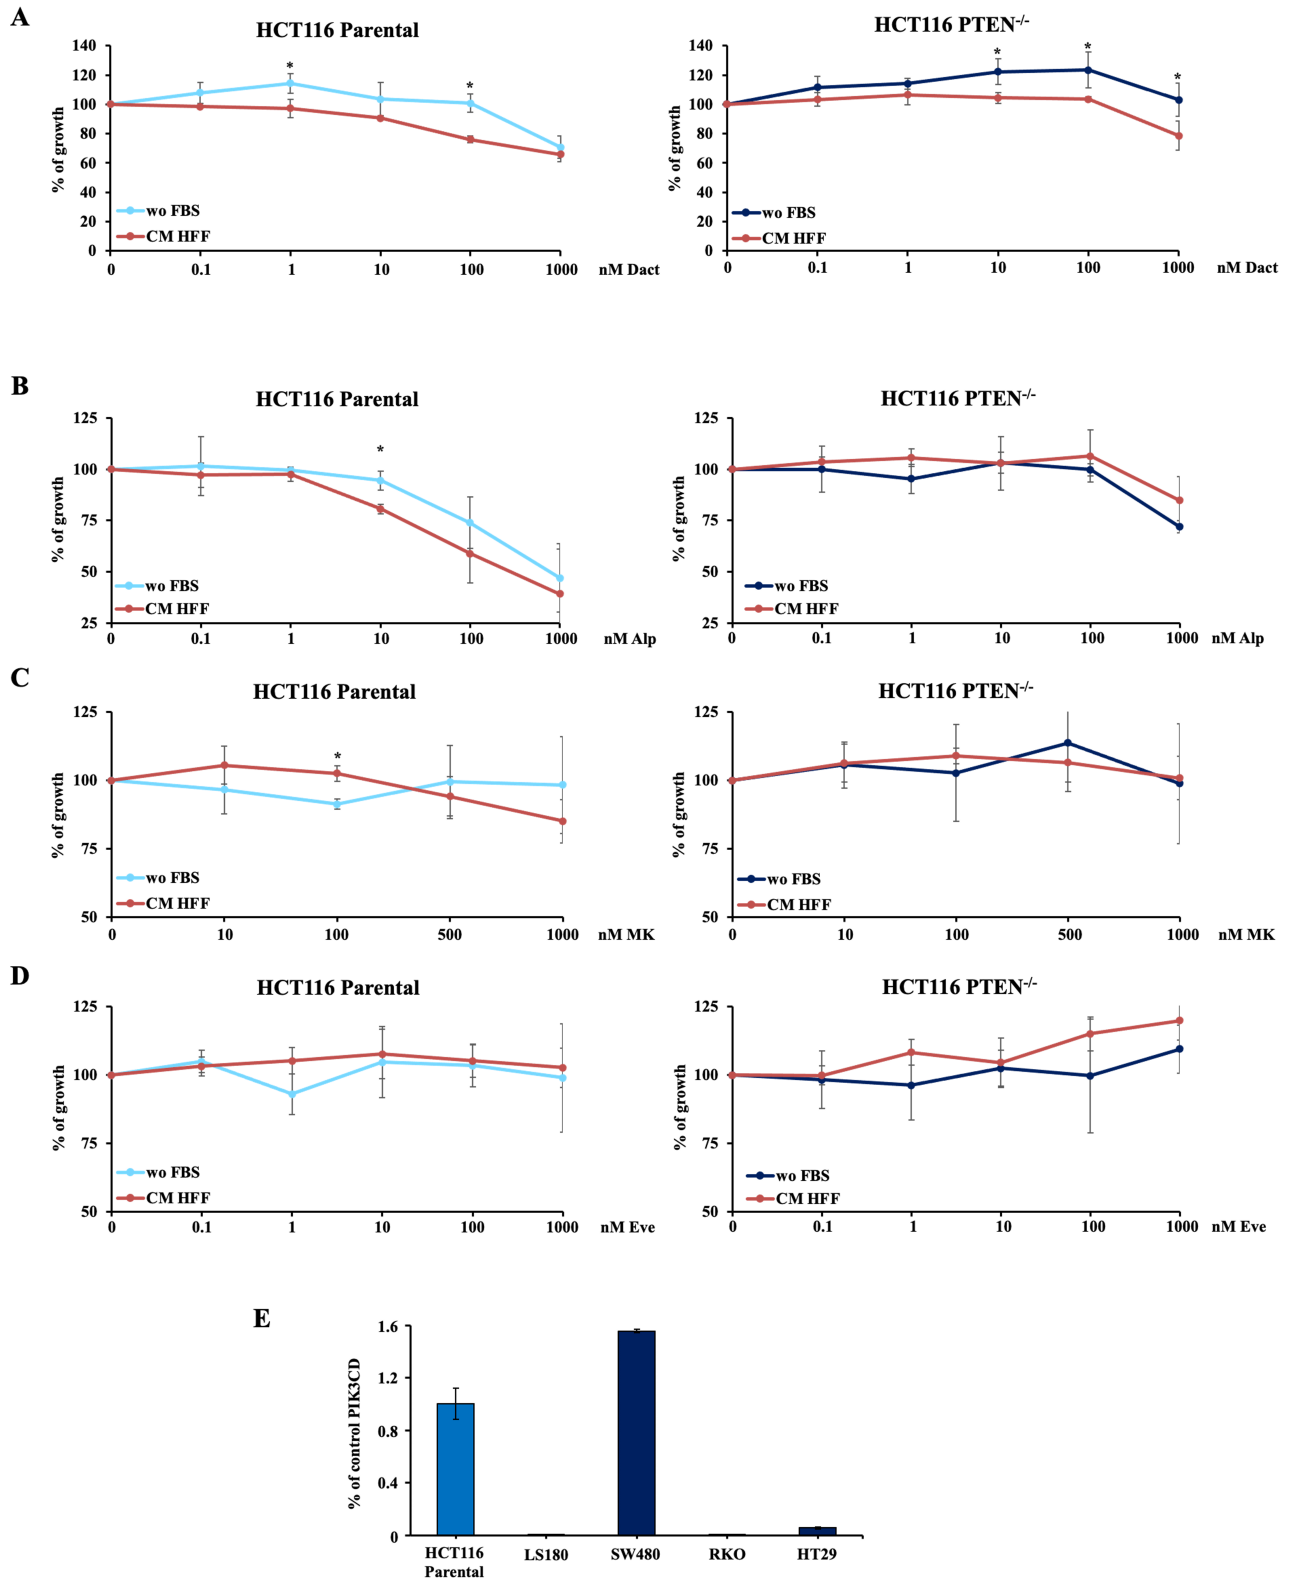 A
HCT116 Parental
% of growth
140
120
100
80
60
40
20
0
*
*
wo FBS
CM HFF
0 0.1 1 10 100 1000 nM Dact
HCT116 PTEN-/-
% of growth
140
120
100
80
60
40
20
0
* * *
wo FBS
CM HFF
0 0.1 1 10 100 1000 nM Dact
B
HCT116 Parental
% of growth
125
100
75
50
25
*
wo FBS
CM HFF
0 0.1 1 10 100 1000 nM Alp
HCT116 PTEN-/-
% of growth
125
100
75
50
25
wo FBS
CM HFF
0 0.1 1 10 100 1000 nM Alp
C
HCT116 Parental
% of growth
125
100
75
50
*
wo FBS
CM HFF
0 10 100 500 1000 nM MK
HCT116 PTEN-/-
% of growth
125
100
75
50
wo FBS
CM HFF
0 10 100 500 1000 nM MK
D
HCT116 Parental
% of growth
125
100
75
50
wo FBS
CM HFF
0 0.1 1 10 100 1000 nM Eve
HCT116 PTEN-/-
% of growth
125
100
75
50
wo FBS
CM HFF
0 0.1 1 10 100 1000 nM Eve
E
% of control PIK3CD
1.6
1.2
0.8
0.4
0
HCT116 LS180 SW480 RKO HT29
Parental